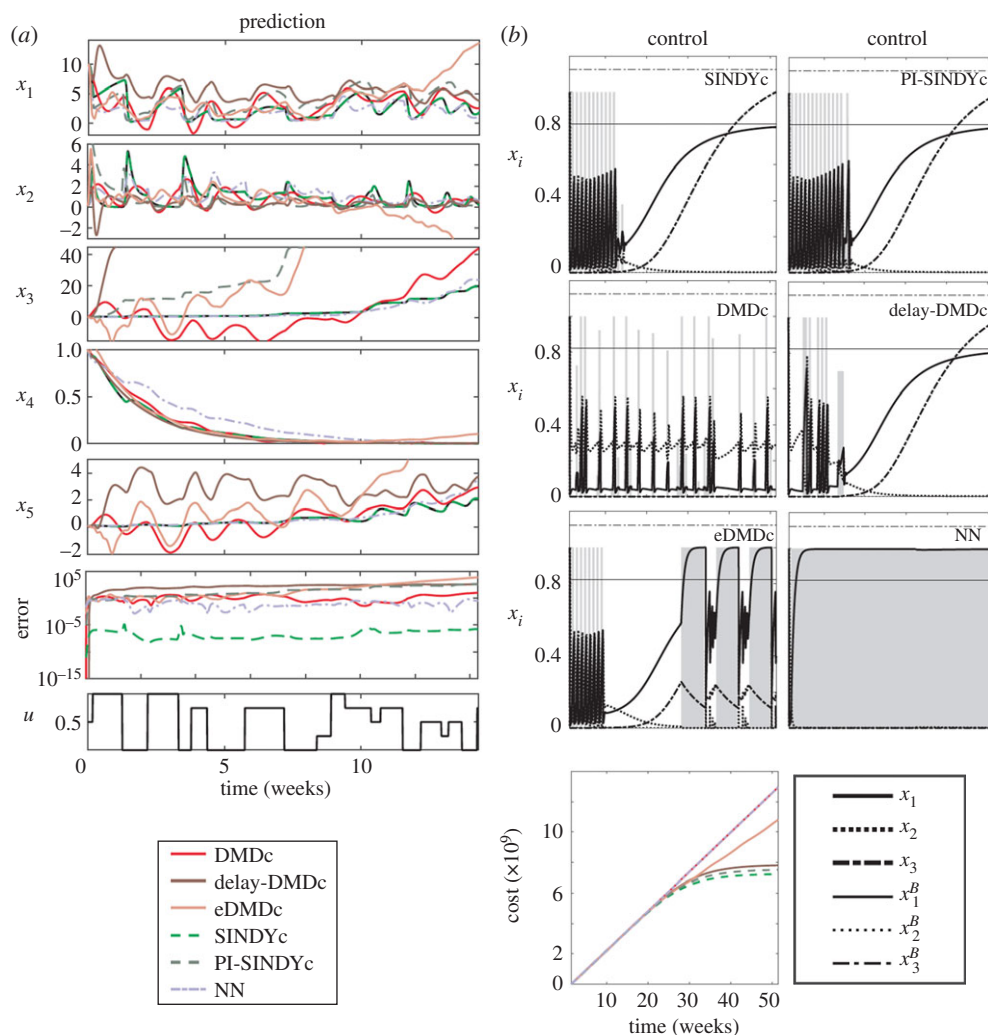 (a)
prediction
x1
10
5
0
x2
6
4
2
0
−2
x3
40
20
0
x4
1.0
0.5
0
x5
4
2
0
−2
error
10^5
10^−5
10^−15
u
0.5
0
5
10
time (weeks)
DMDc
delay-DMDc
eDMDc
SINDYc
PI-SINDYc
NN
(b)
control
control
SINDYc
PI-SINDYc
xi
0.8
0.4
0
0
DMDc
delay-DMDc
xi
0.8
0.4
0
eDMDc
NN
xi
0.8
0.4
0
cost (×10^9)
10
6
2
0
10
20
30
40
50
time (weeks)
x1
x2
x3
x1^B
x2^B
x3^B